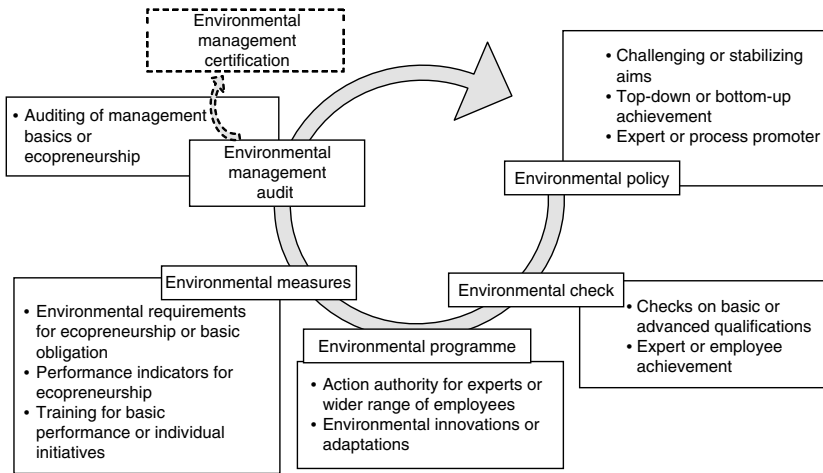 Environmental
management
certification
• Auditing of management
basics or
ecopreneurship
Environmental
management
audit
• Challenging or stabilizing
aims
• Top-down or bottom-up
achievement
• Expert or process promoter
Environmental policy
Environmental measures
• Environmental requirements
for ecopreneurship or basic
obligation
• Performance indicators for
ecopreneurship
• Training for basic
performance or individual
initiatives
Environmental programme
• Action authority for experts or
wider range of employees
• Environmental innovations or
adaptations
Environmental check
• Checks on basic or
advanced qualifications
• Expert or employee
achievement